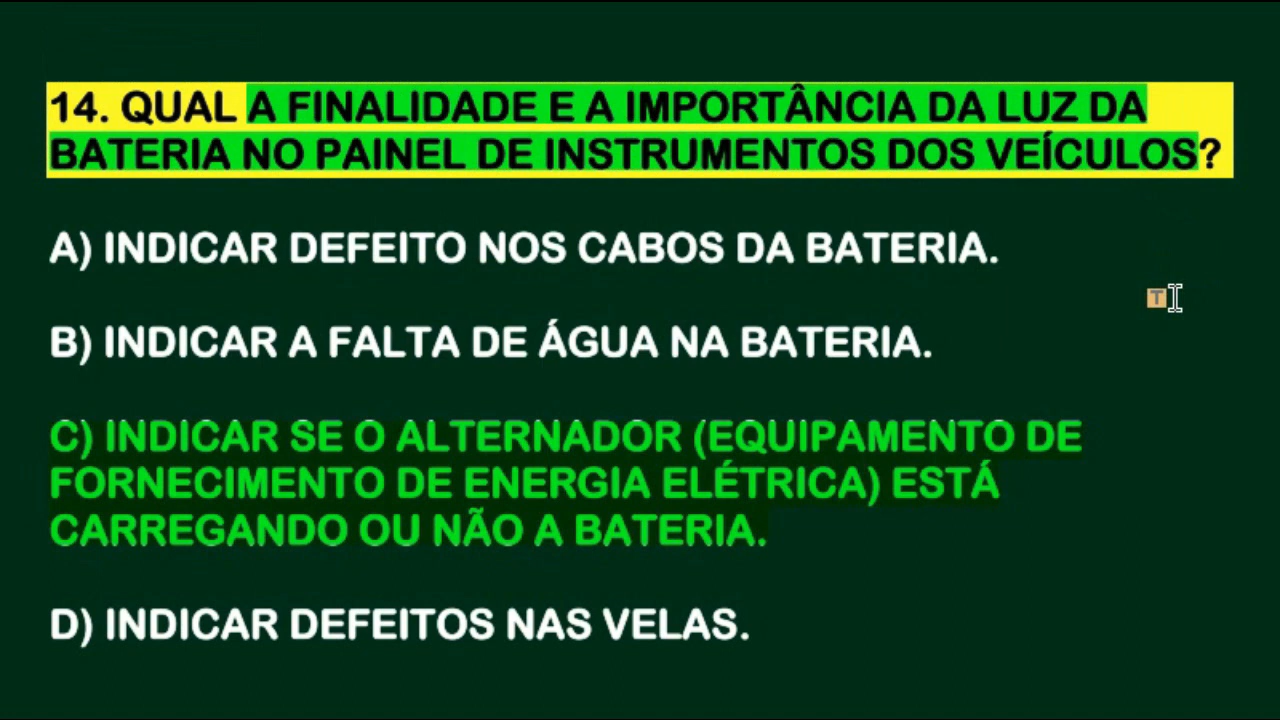 14. QUAL A FINALIDADE E A IMPORTÂNCIA DA LUZ DA
BATERIA NO PAINEL DE INSTRUMENTOS DOS VEÍCULOS?
A) INDICAR DEFEITO NOS CABOS DA BATERIA.
T
B) INDICAR A FALTA DE ÁGUA NA BATERIA.
C) INDICAR SE O ALTERNADOR (EQUIPAMENTO DE
FORNECIMENTO DE ENERGIA ELÉTRICA) ESTÁ
CARREGANDO OU NÃO A BATERIA.
D) INDICAR DEFEITOS NAS VELAS.